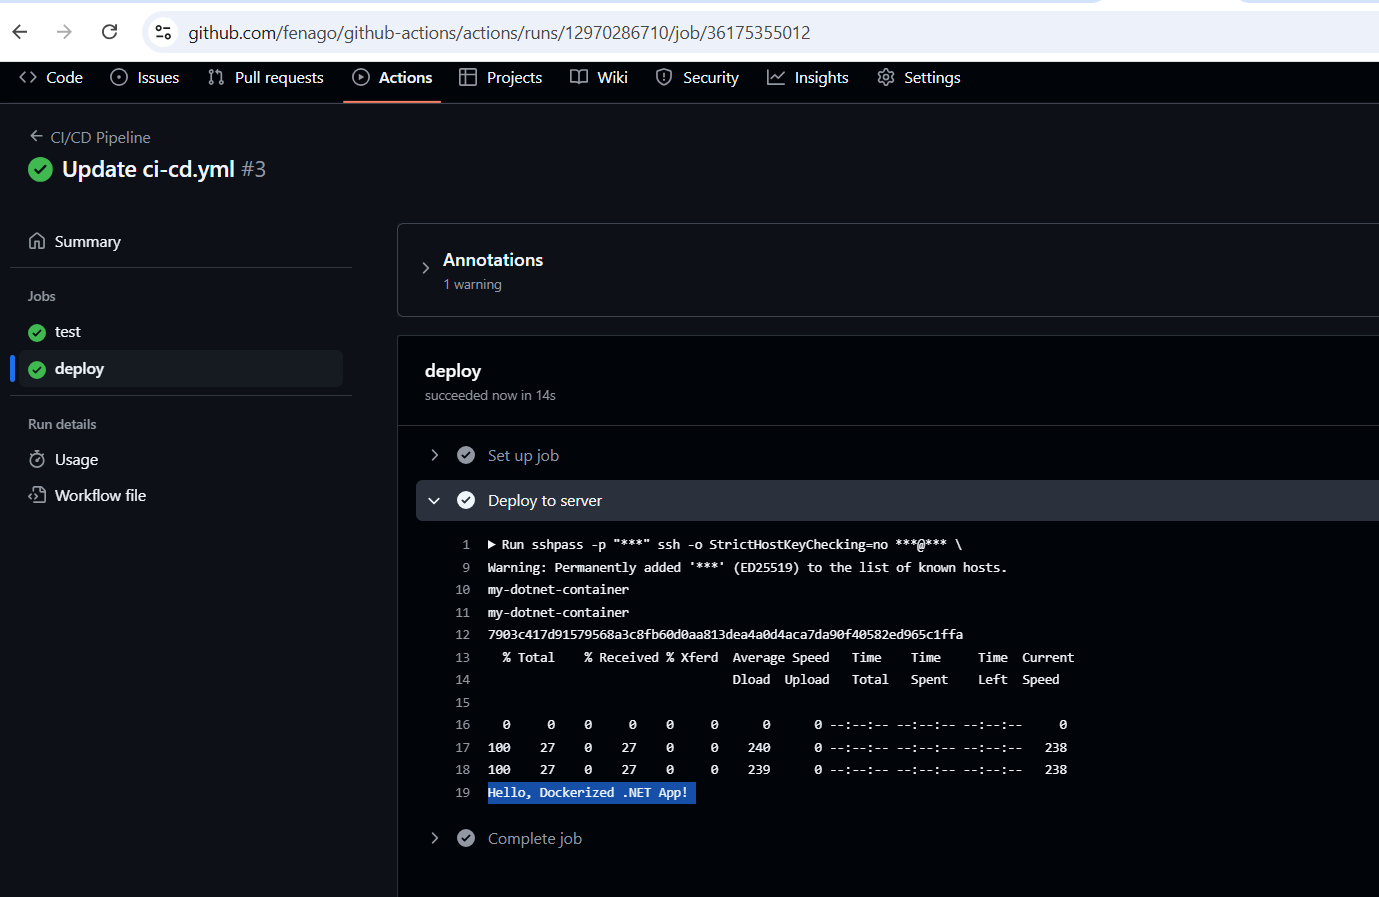 github.com/fenago/github-actions/actions/runs/12970286710/job/36175355012
Code Issues Pull requests Actions Projects Wiki Security Insights Settings
CI/CD Pipeline
Update ci-cd.yml #3
Summary
Jobs
test
deploy
Run details
Usage
Workflow file
Annotations
1 warning
deploy
succeeded now in 14s
Set up job
Deploy to server
1 Run sshpass -p "***" ssh -o StrictHostKeyChecking=no ***@*** \
9 Warning: Permanently added '***' (ED25519) to the list of known hosts.
10 my-dotnet-container
11 my-dotnet-container
12 7903c417d91579568a3c8fb60d0aa813dea4a0d4aca7da90f40582ed965c1ffa
13 % Total % Received % Xferd Average Speed Time Time Time Current
14 Dload Upload Total Spent Left Speed
15
16 0 0 0 0 0 0 0 0 --:--:-- --:--:-- --:--:-- 0
17 100 27 0 27 0 0 240 0 --:--:-- --:--:-- --:--:-- 238
18 100 27 0 27 0 0 239 0 --:--:-- --:--:-- --:--:-- 238
19 Hello, Dockerized .NET App!
Complete job